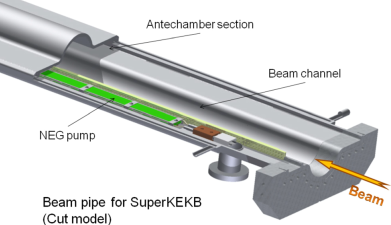 Antechamber section
Beam channel
NEG pump
Beam
Beam pipe for SuperKEKB
(Cut model)